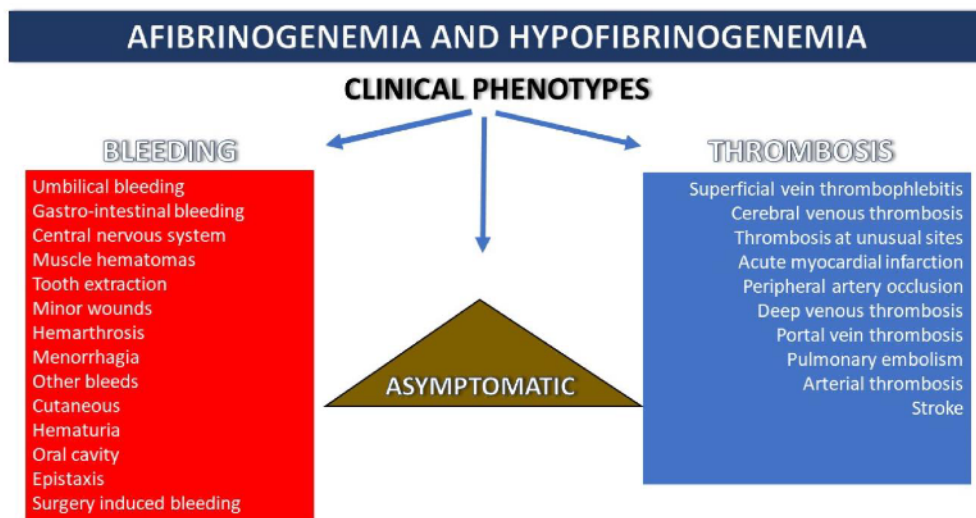 AFIBRINOGENEMIA AND HYPOFIBRINOGENEMIA
CLINICAL PHENOTYPES
BLEEDING
Umbilical bleeding
Gastro-intestinal bleeding
Central nervous system
Muscle hematomas
Tooth extraction
Minor wounds
Hemarthrosis
Menorrhagia
Other bleeds
Cutaneous
Hematuria
Oral cavity
Epistaxis
Surgery induced bleeding
ASYMPTOMATIC
THROMBOSIS
Superficial vein thrombophlebitis
Cerebral venous thrombosis
Thrombosis at unusual sites
Acute myocardial infarction
Peripheral artery occlusion
Deep venous thrombosis
Portal vein thrombosis
Pulmonary embolism
Arterial thrombosis
Stroke